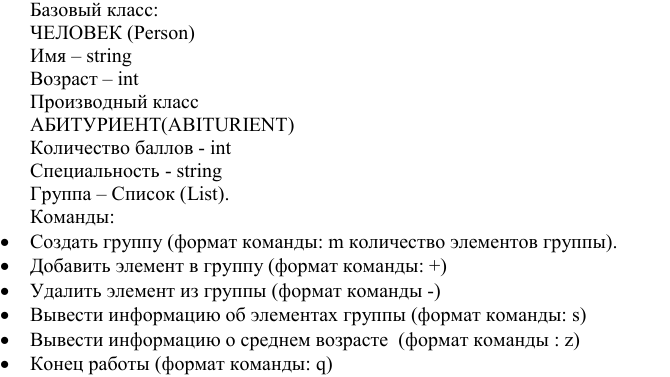 Базовый класс:
ЧЕЛОВЕК (Person)
Имя – string
Возраст – int
Производный класс
АБИТУРИЕНТ(ABITURIENT)
Количество баллов - int
Специальность - string
Группа – Список (List).
Команды:
• Создать группу (формат команды: m количество элементов группы).
• Добавить элемент в группу (формат команды: +)
• Удалить элемент из группы (формат команды -)
• Вывести информацию об элементах группы (формат команды: s)
• Вывести информацию о среднем возрасте (формат команды : z)
• Конец работы (формат команды: q)